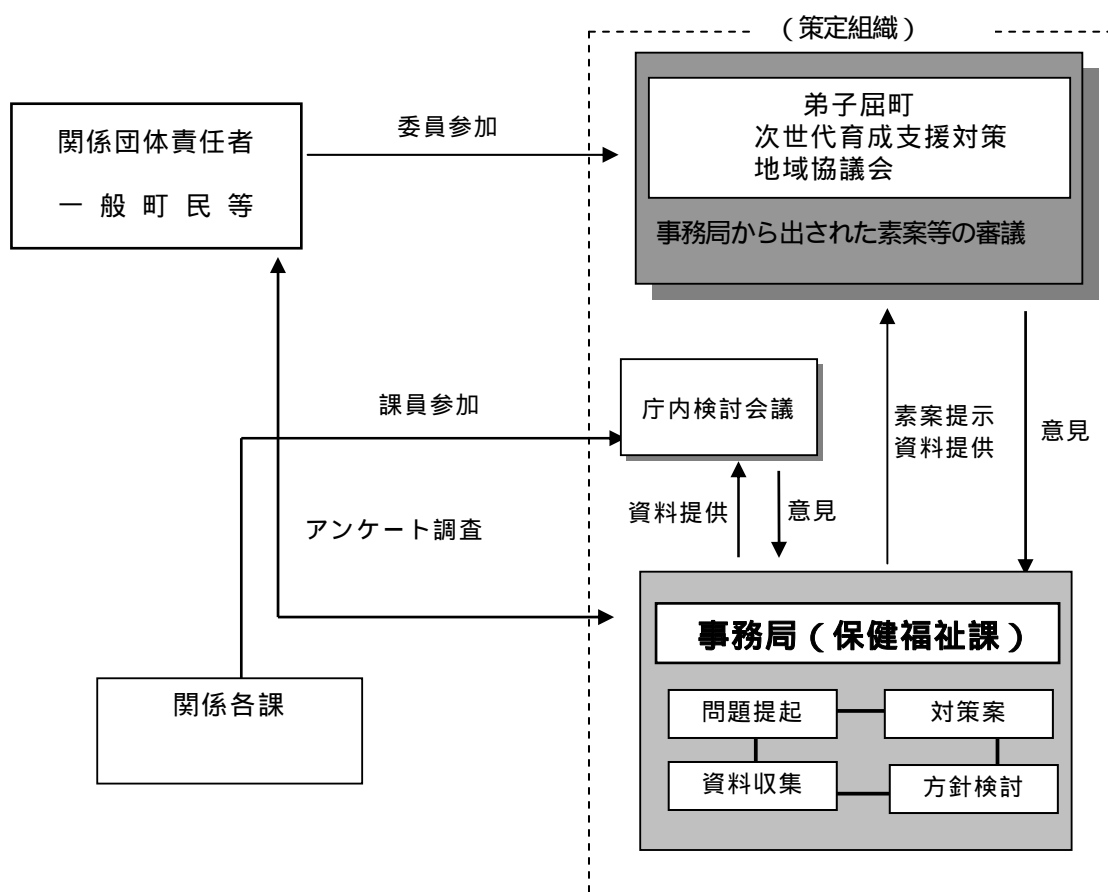 （策定組織）
関係団体責任者
一般町民等
委員参加
弟子屈町
次世代育成支援対策
地域協議会
事務局から出された素案等の審議
課員参加
庁内検討会議
素案提示
資料提供
意見
資料提供
意見
アンケート調査
関係各課
事務局（保健福祉課）
問題提起
対策案
資料収集
方針検討